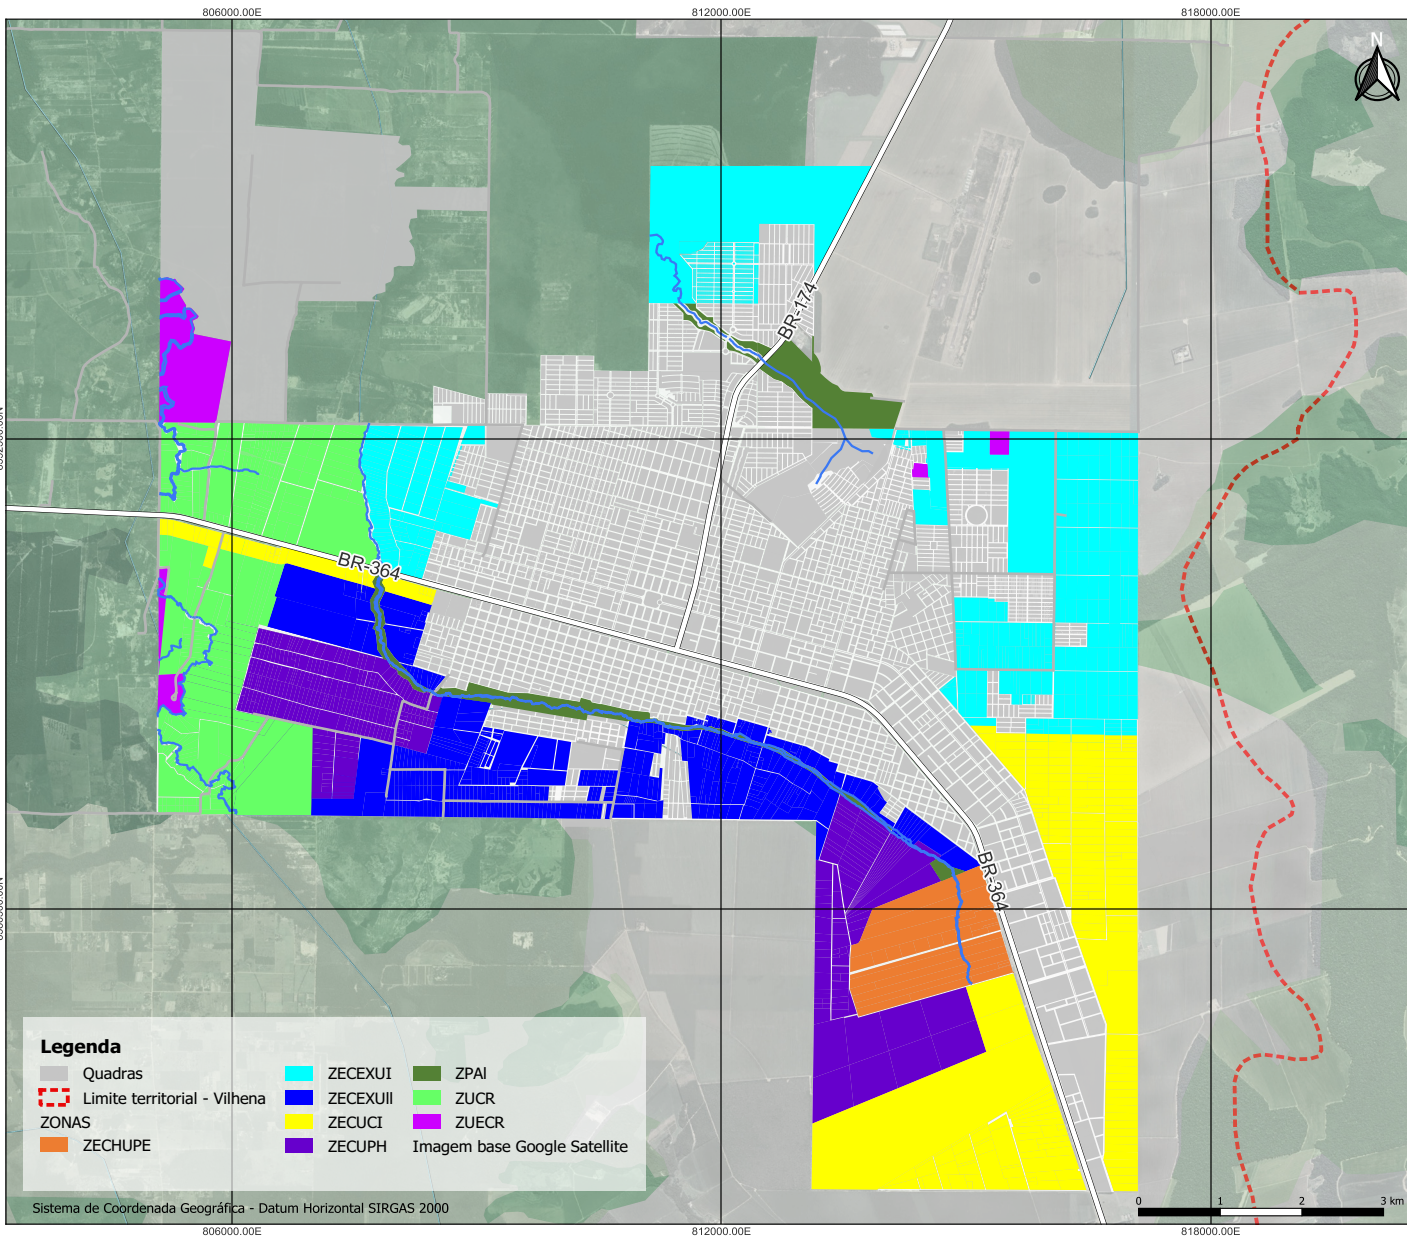 806000.00E
812000.00E
818000.00E
N
BR-174
BR-364
BR-364
Legenda
Quadras
Limite territorial - Vilhena
ZONAS
ZECHUPE
ZECEXUI
ZECEXUII
ZECUCI
ZECUPH
ZPAI
ZUCR
ZUECR
Imagem base Google Satellite
Sistema de Coordenada Geográfica - Datum Horizontal SIRGAS 2000
0 1 2 3 km
806000.00E
812000.00E
818000.00E